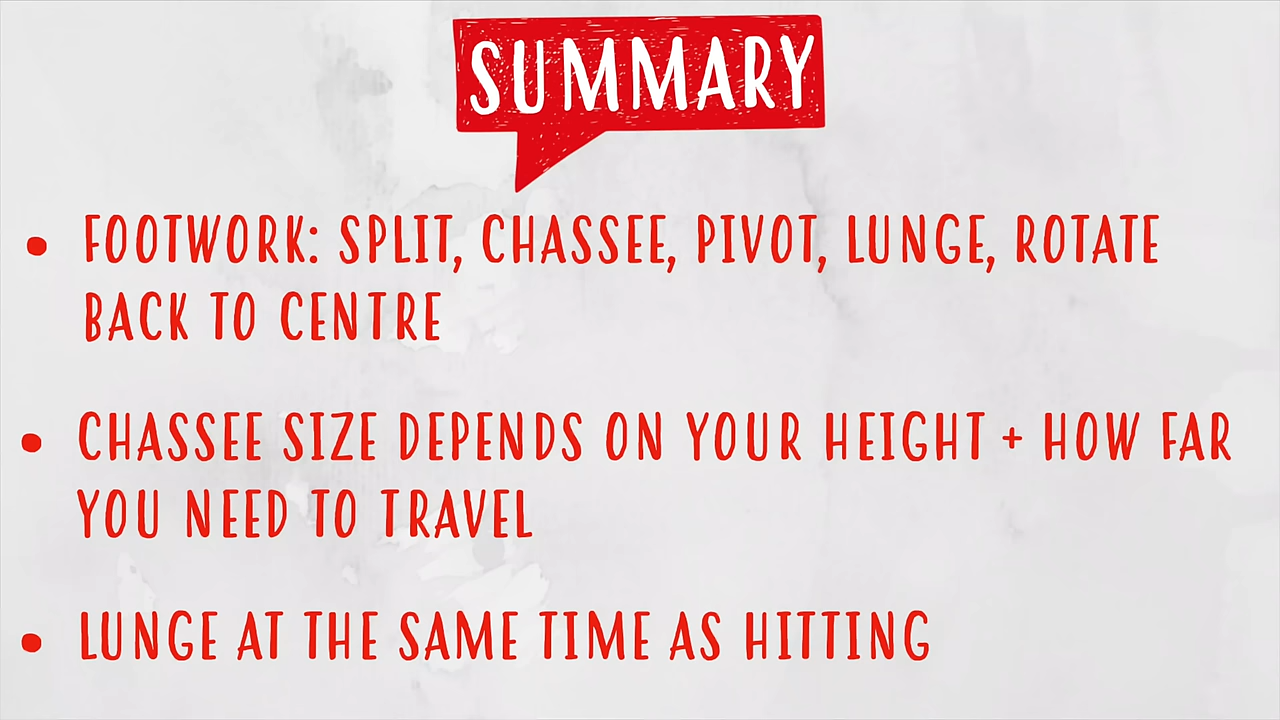 SUMMARY
• FOOTWORK: SPLIT, CHASSEE, PIVOT, LUNGE, ROTATE
BACK TO CENTRE
• CHASSEE SIZE DEPENDS ON YOUR HEIGHT + HOW FAR
YOU NEED TO TRAVEL
• LUNGE AT THE SAME TIME AS HITTING